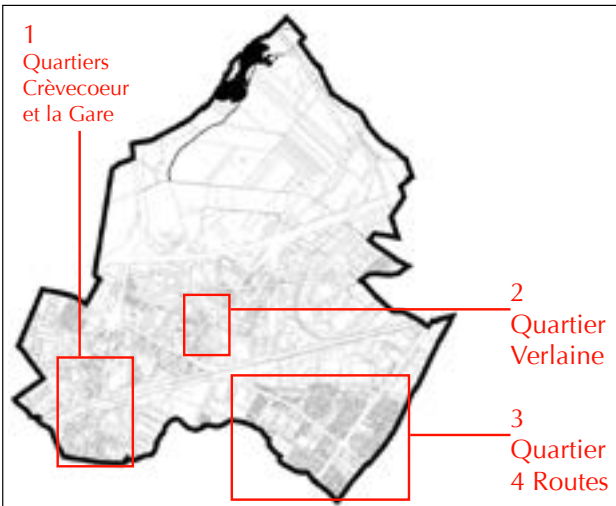 1
Quartiers
Crèvecoeur
et la Gare
2
Quartier
Verlaine
3
Quartier
4 Routes